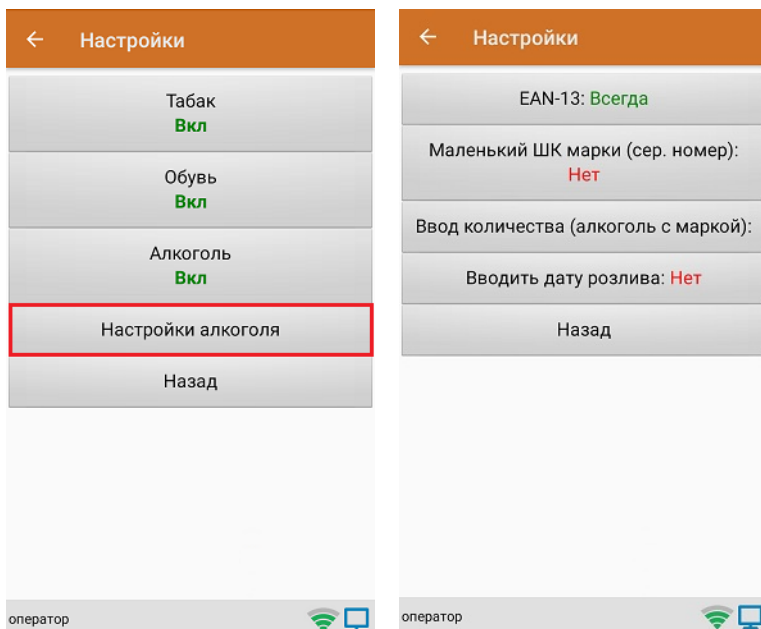 Настройки
Табак
Вкл
Обувь
Вкл
Алкоголь
Вкл
Настройки алкоголя
Назад
оператор
Настройки
EAN-13: Всегда
Маленький ШК марки (сер. номер):
Нет
Ввод количества (алкоголь с маркой):
Вводить дату розлива: Нет
Назад
оператор